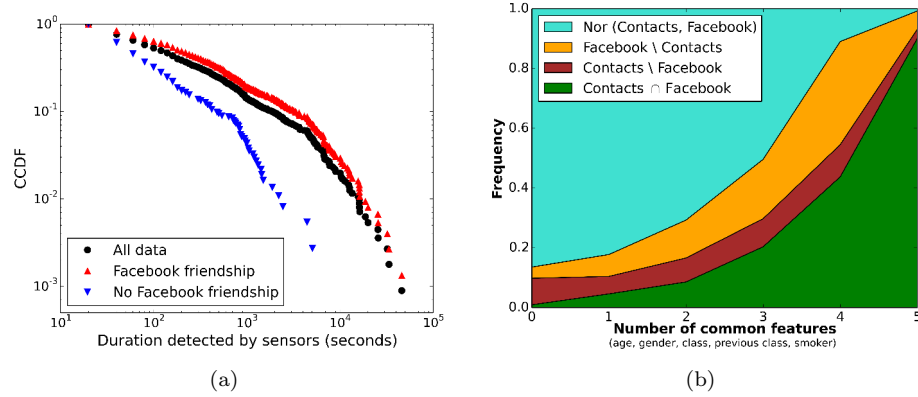 10^0
10^-1
10^-2
10^-3
CCDF
All data
Facebook friendship
No Facebook friendship
10^1 10^2 10^3 10^4 10^5
Duration detected by sensors (seconds)
(a)
1.0
0.8
0.6
0.4
0.2
0.0
Frequency
Nor (Contacts, Facebook)
Facebook \ Contacts
Contacts \ Facebook
Contacts ∩ Facebook
0 1 2 3 4 5
Number of common features
(age, gender, class, previous class, smoker)
(b)